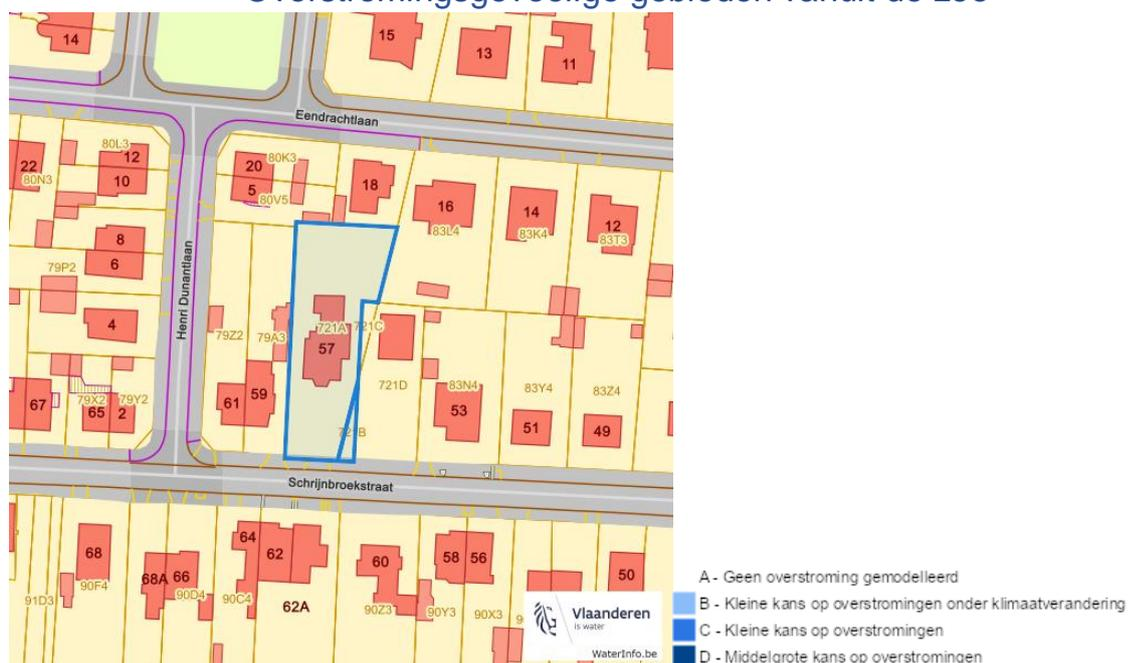 Overstromingsgevoelige gebieden vanuit de zee
14
15
13
11
Eendrachtlaan
80L3
12
22
80N3
10
20
80K3
5
80V5
18
16
83L4
14
83K4
12
83T3
8
6
79P2
Henri Dunantlaan
4
79Z2
79A3
721A
721C
57
721D
83N4
83Y4
83Z4
67
79X2
79Y2
65
2
61
59
53
51
49
721B
Schrijnbroekstraat
68
90F4
91D3
68A
66
90D4
64
62
90C4
62A
60
90Z3
58
56
90Y3
90X3
9
50
Vlaanderen
is water
WaterInfo.be
A - Geen overstroming gemodelleerd
B - Kleine kans op overstromingen onder klimaatverandering
C - Kleine kans op overstromingen
D - Middelgrote kans op overstromingen